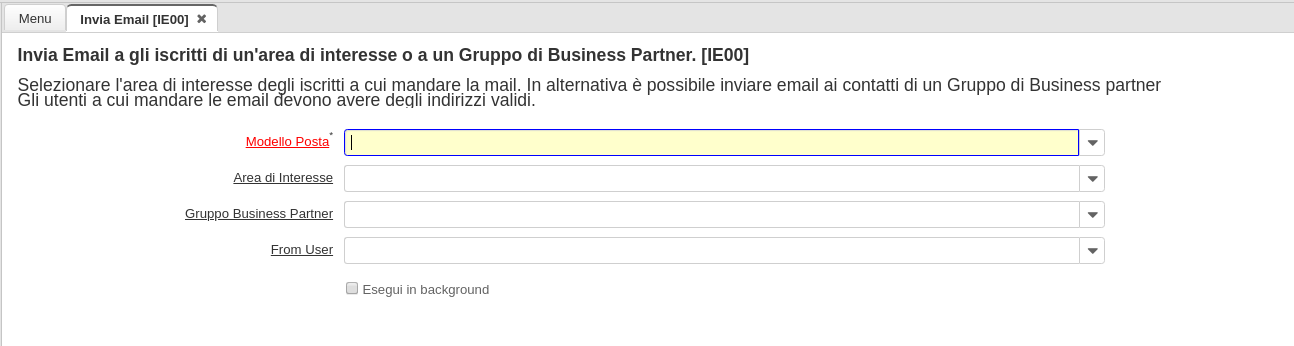 Menu Invia Email [IE00] ✖
Invia Email a gli iscritti di un'area di interesse o a un Gruppo di Business Partner. [IE00]
Selezionare l'area di interesse degli iscritti a cui mandare la mail. In alternativa è possibile inviare email ai contatti di un Gruppo di Business partner
Gli utenti a cui mandare le email devono avere degli indirizzi validi.
Modello Posta*
Area di Interesse
Gruppo Business Partner
From User
Esegui in background